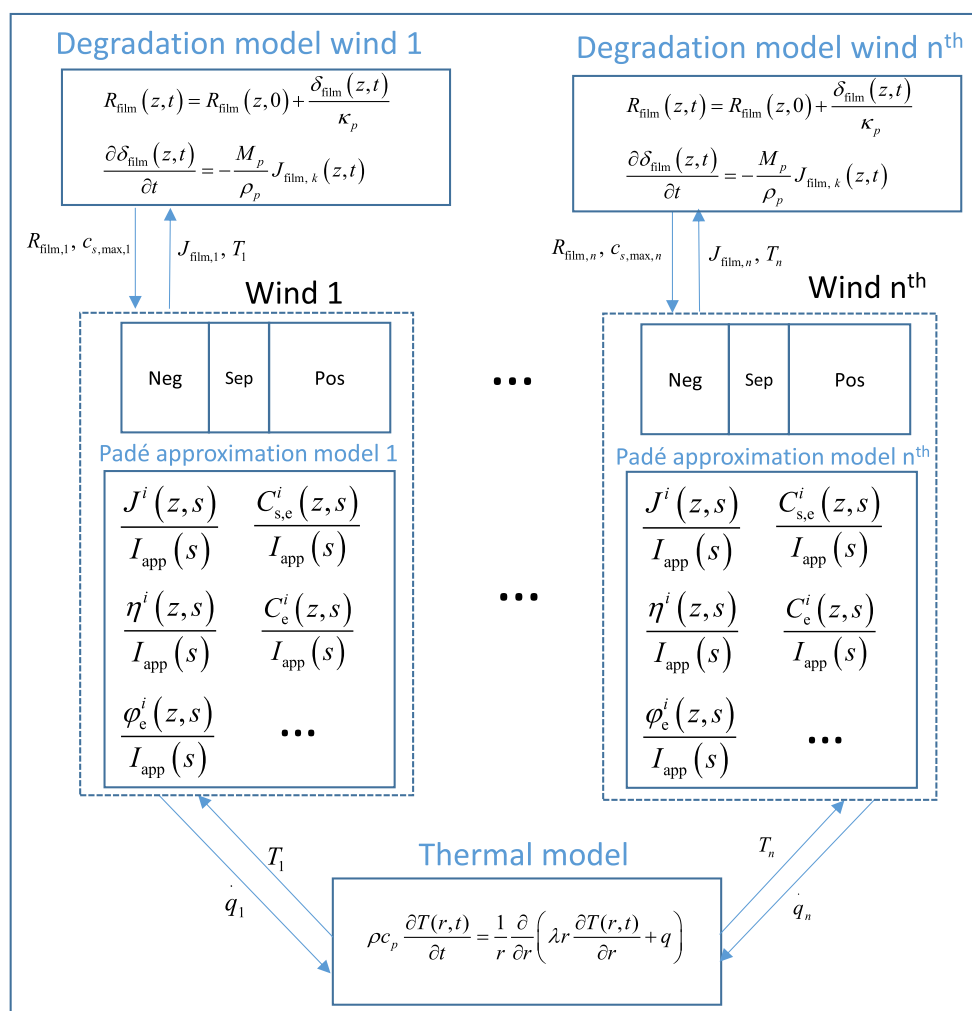 Degradation model wind 1
R_film(z,t) = R_film(z,0) + δ_film(z,t)/κ_p
∂δ_film(z,t)/∂t = −M_p/ρ_p J_film, k(z,t)
R_film,1, c_s,max,1
J_film,1, T_1
Wind 1
Neg Sep Pos
Padé approximation model 1
J^i(z,s)/I_app(s) C^i_s,e(z,s)/I_app(s)
η^i(z,s)/I_app(s) C^i_e(z,s)/I_app(s)
φ^i_e(z,s)/I_app(s) ...
...
...
Degradation model wind n^th
R_film(z,t) = R_film(z,0) + δ_film(z,t)/κ_p
∂δ_film(z,t)/∂t = −M_p/ρ_p J_film, k(z,t)
R_film,n, c_s,max,n
J_film,n, T_n
Wind n^th
Neg Sep Pos
Padé approximation model n^th
J^i(z,s)/I_app(s) C^i_s,e(z,s)/I_app(s)
η^i(z,s)/I_app(s) C^i_e(z,s)/I_app(s)
φ^i_e(z,s)/I_app(s) ...
T_1
q̇_1
Thermal model
ρc_p ∂T(r,t)/∂t = 1/r ∂/∂r (λr ∂T(r,t)/∂r + q)
T_n
q̇_n